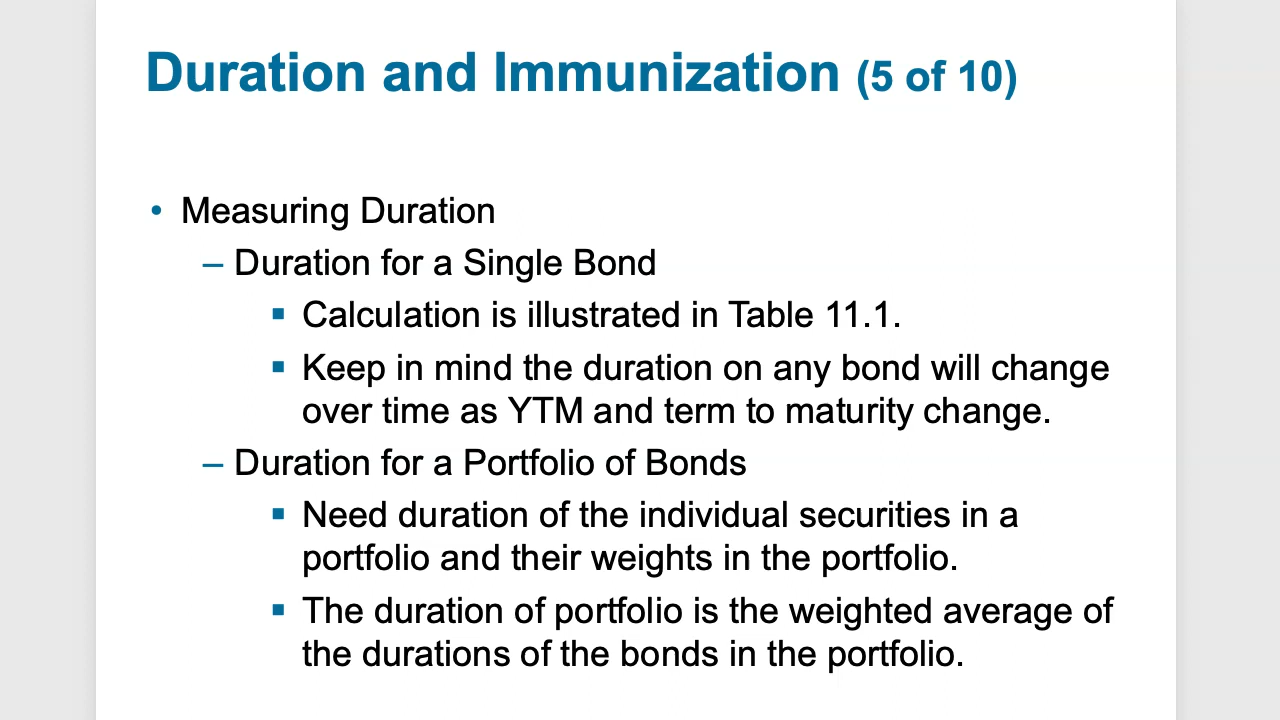 Duration and Immunization (5 of 10)
• Measuring Duration
– Duration for a Single Bond
▪ Calculation is illustrated in Table 11.1.
▪ Keep in mind the duration on any bond will change
over time as YTM and term to maturity change.
– Duration for a Portfolio of Bonds
▪ Need duration of the individual securities in a
portfolio and their weights in the portfolio.
▪ The duration of portfolio is the weighted average of
the durations of the bonds in the portfolio.